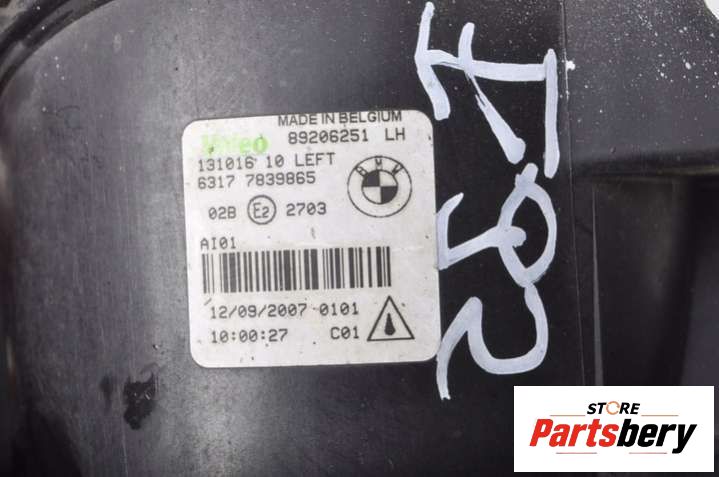 MADE IN BELGIUM
Valeo 89206251 LH
131016 10 LEFT
6317 7839865
BMW
02B E2 2703
AI01
12/09/2007 0101
10:00:27 C01
STORE
Partsbery